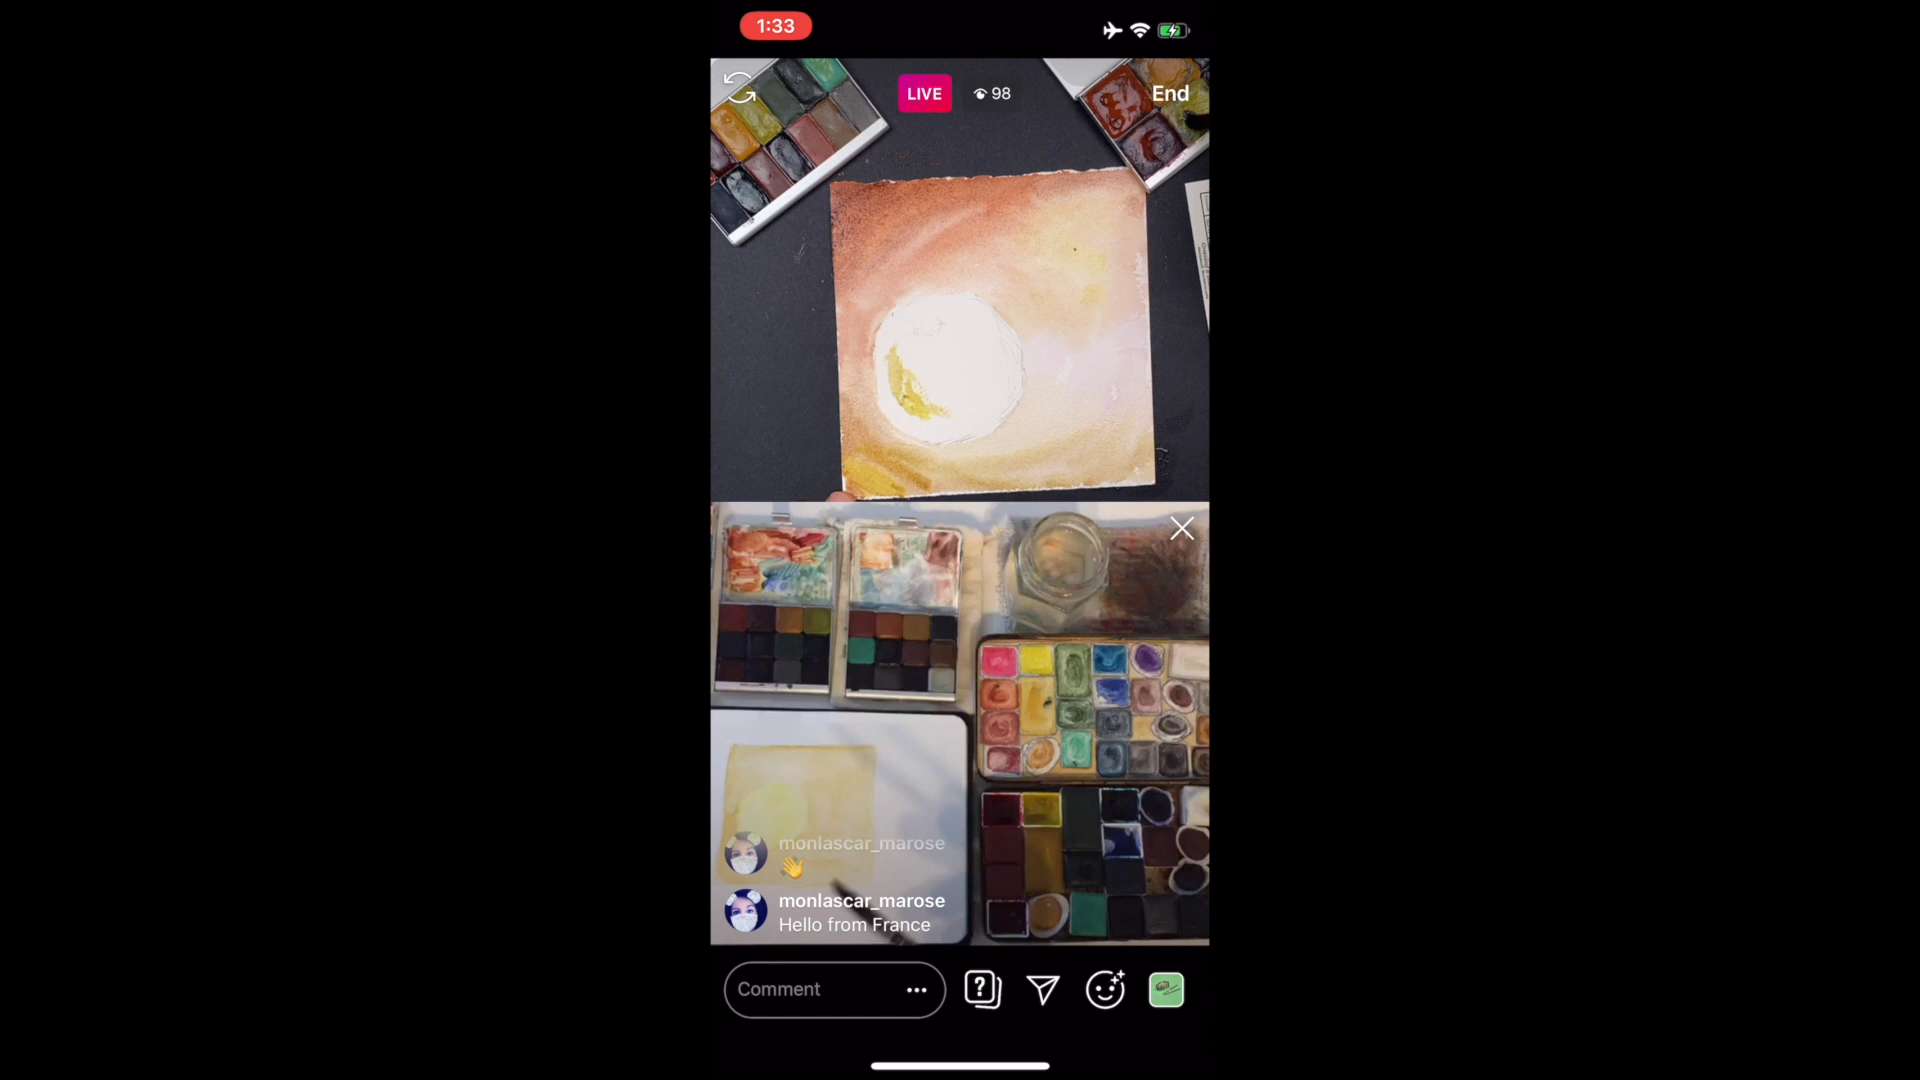 1:33
LIVE
98
End
monlascar_marose
👋
monlascar_marose
Hello from France
Comment